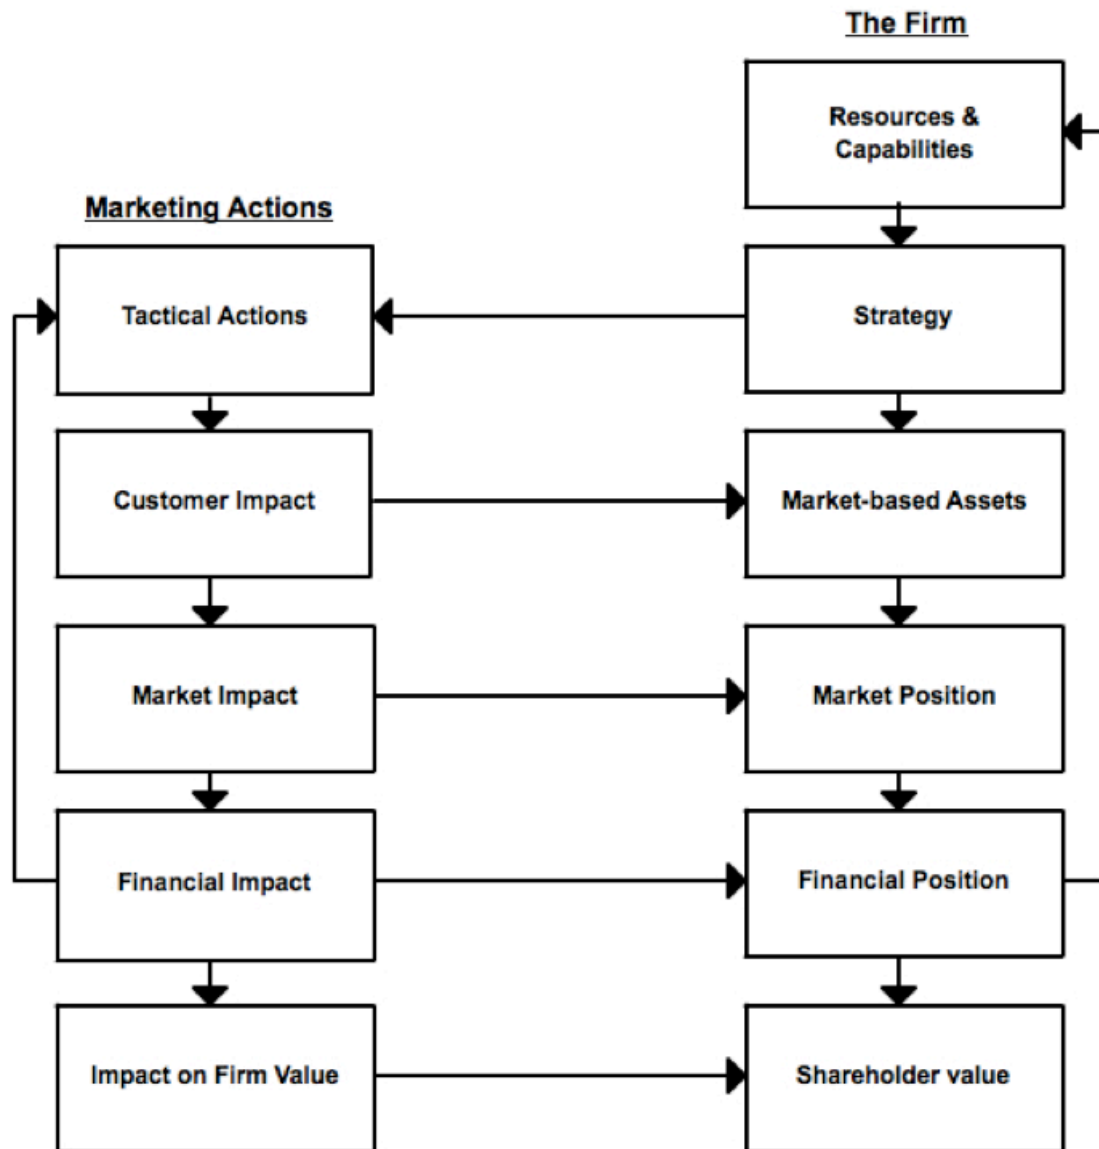 The Firm
Resources &
Capabilities
Marketing Actions
Tactical Actions
Strategy
Customer Impact
Market-based Assets
Market Impact
Market Position
Financial Impact
Financial Position
Impact on Firm Value
Shareholder value